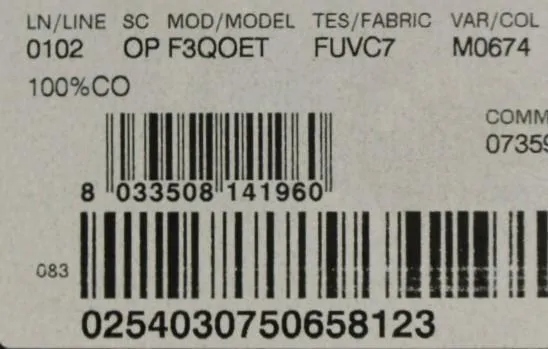 LN/LINE SC MOD/MODEL TES/FABRIC VAR/COL
0102 OP F3QOET FUVC7 M0674
100%CO
COMM
07359
8 033508 141960
083
0254030750658123